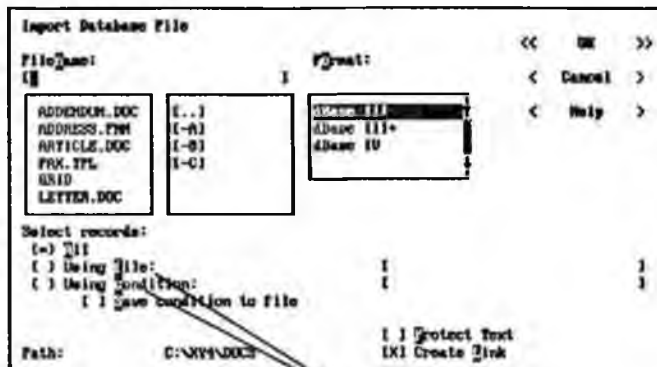 Import Database File
FileName: Format: << OK >>
[ ] < Cancel >
ADDENDUM.DOC [..] dBase III < Help >
ADDRESS.FRM [-A] dBase III+
ARTICLE.DOC [-B] dBase IV
FAX.TPL [-C]
GRID
LETTER.DOC
Select records:
(•) All
( ) Using File: [ ]
( ) Using Condition: [ ]
[ ] Save condition to file
[ ] Protect Text
Path: C:\XY4\DOCS [X] Create Link